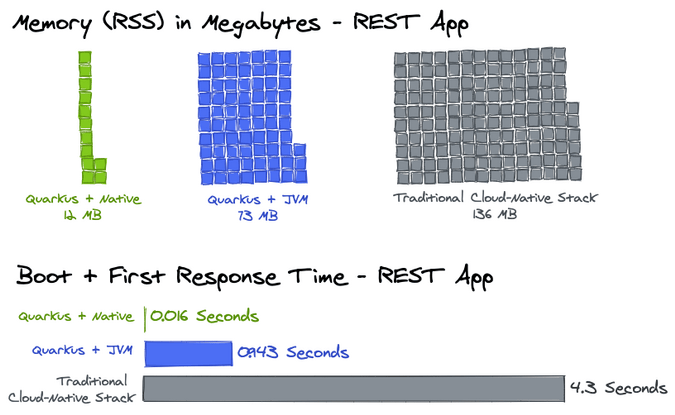 Memory (RSS) in Megabytes - REST App
Quarkus + Native
12 MB
Quarkus + JVM
73 MB
Traditional Cloud-Native Stack
136 MB
Boot + First Response Time - REST App
Quarkus + Native
0.016 Seconds
Quarkus + JVM
0.943 Seconds
Traditional
Cloud-Native Stack
4.3 Seconds